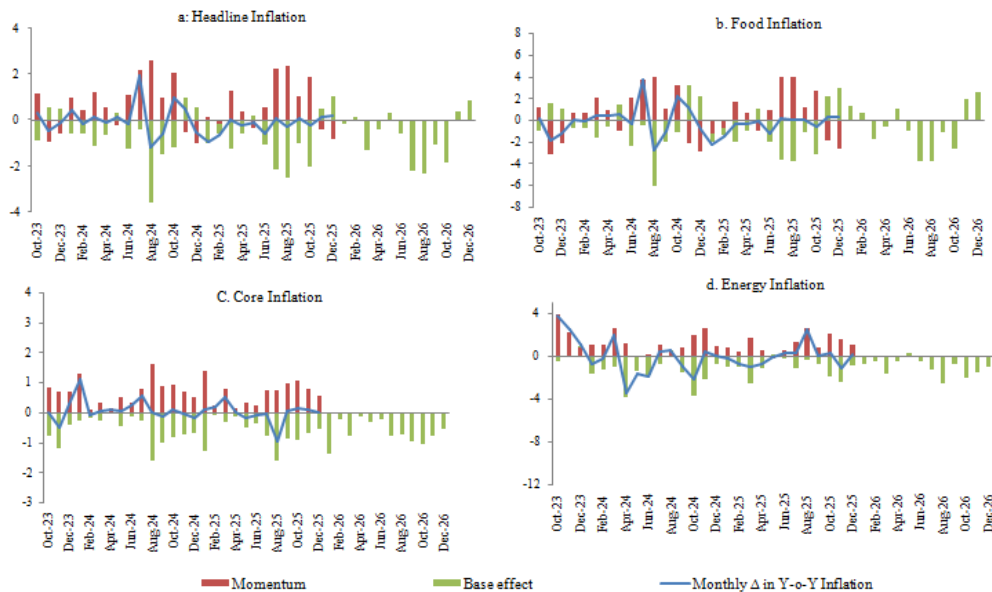 a: Headline Inflation
4
2
0
-2
-4
Oct-23
Dec-23
Feb-24
Apr-24
Jun-24
Aug-24
Oct-24
Dec-24
Feb-25
Apr-25
Jun-25
Aug-25
Oct-25
Dec-25
Feb-26
Apr-26
Jun-26
Aug-26
Oct-26
Dec-26
b. Food Inflation
8
6
4
2
0
-2
-4
-6
-8
Oct-23
Dec-23
Feb-24
Apr-24
Jun-24
Aug-24
Oct-24
Dec-24
Feb-25
Apr-25
Jun-25
Aug-25
Oct-25
Dec-25
Feb-26
Apr-26
Jun-26
Aug-26
Oct-26
Dec-26
C. Core Inflation
4
3
2
1
0
-1
-2
-3
Oct-23
Dec-23
Feb-24
Apr-24
Jun-24
Aug-24
Oct-24
Dec-24
Feb-25
Apr-25
Jun-25
Aug-25
Oct-25
Dec-25
Feb-26
Apr-26
Jun-26
Aug-26
Oct-26
Dec-26
d. Energy Inflation
4
0
-4
-8
-12
Oct-23
Dec-23
Feb-24
Apr-24
Jun-24
Aug-24
Oct-24
Dec-24
Feb-25
Apr-25
Jun-25
Aug-25
Oct-25
Dec-25
Feb-26
Apr-26
Jun-26
Aug-26
Oct-26
Dec-26
Momentum
Base effect
Monthly Δ in Y-o-Y Inflation